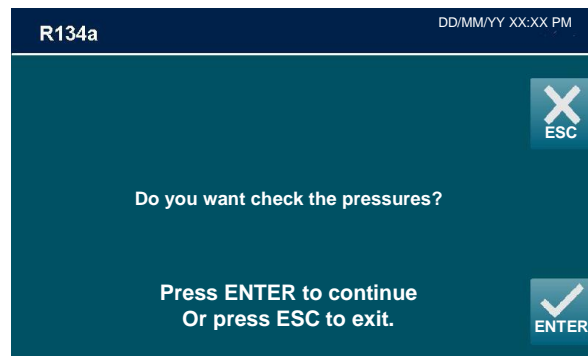 R134a
DD/MM/YY XX:XX PM
ESC
Do you want check the pressures?
Press ENTER to continue
Or press ESC to exit.
ENTER